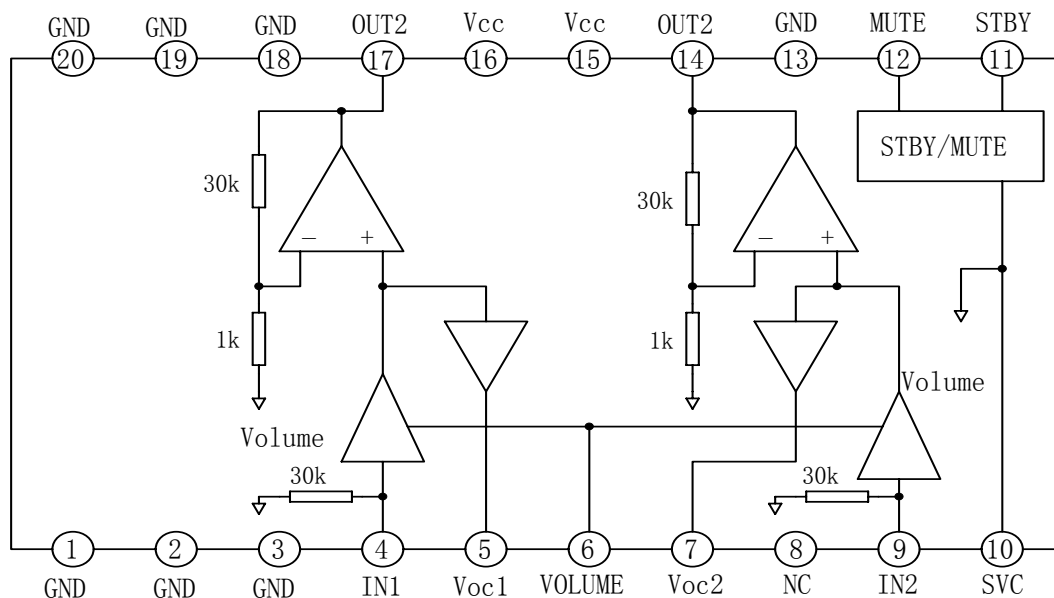 GND GND GND OUT2 Vcc Vcc OUT2 GND MUTE STBY
20 19 18 17 16 15 14 13 12 11
STBY/MUTE
30k 30k
− + − +
1k 1k
Volume
Volume
30k 30k
1 2 3 4 5 6 7 8 9 10
GND GND GND IN1 Voc1 VOLUME Voc2 NC IN2 SVC